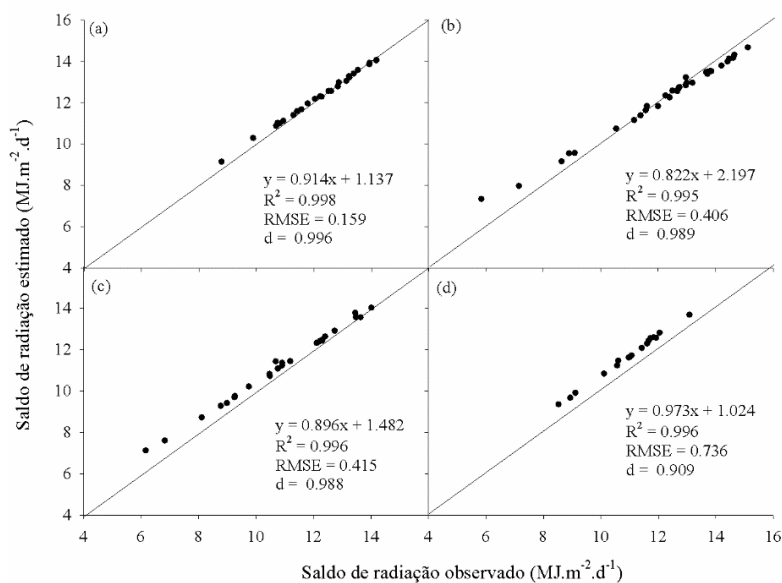 Saldo de radiação estimado (MJ.m⁻².d⁻¹)
16
14
12
10
8
6
4
(a)
y = 0.914x + 1.137
R² = 0.998
RMSE = 0.159
d = 0.996
(b)
y = 0.822x + 2.197
R² = 0.995
RMSE = 0.406
d = 0.989
14
12
10
8
6
4
(c)
y = 0.896x + 1.482
R² = 0.996
RMSE = 0.415
d = 0.988
(d)
y = 0.973x + 1.024
R² = 0.996
RMSE = 0.736
d = 0.909
4 6 8 10 12 14 4 6 8 10 12 14 16
Saldo de radiação observado (MJ.m⁻².d⁻¹)